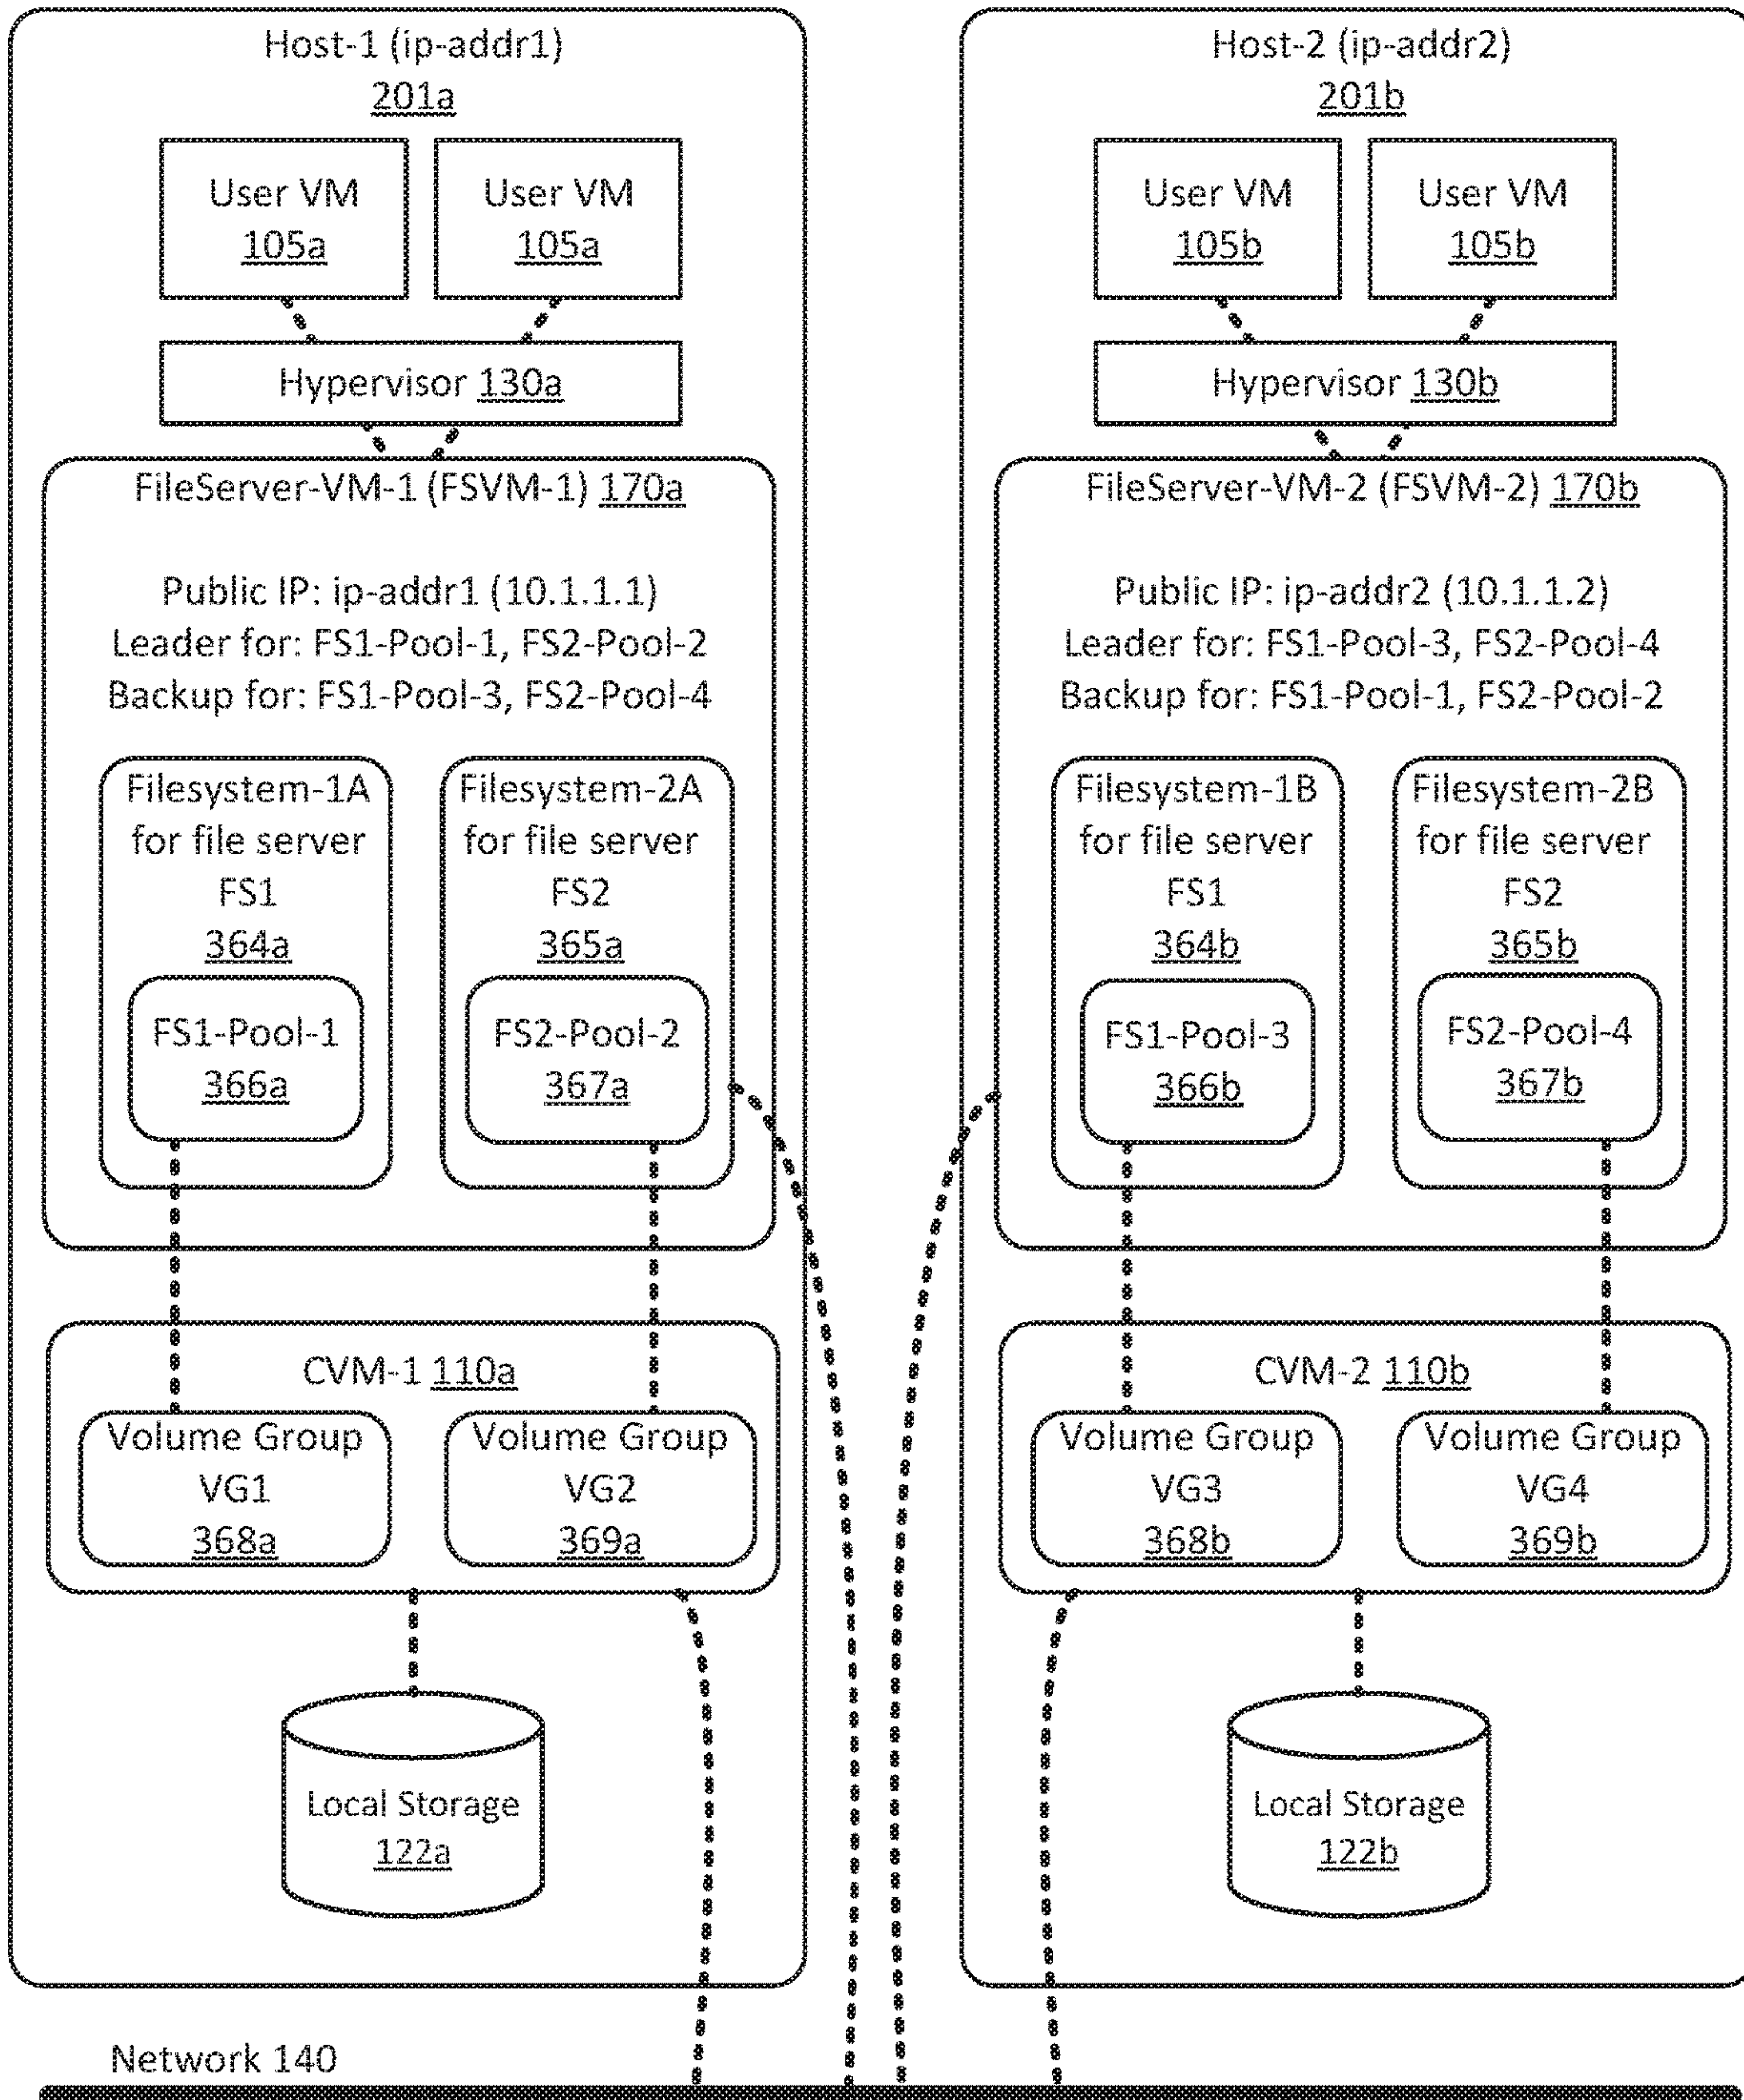 Host-1 (ip-addr1)
201a
User VM
105a
User VM
105a
Hypervisor 130a
FileServer-VM-1 (FSVM-1) 170a
Public IP: ip-addr1 (10.1.1.1)
Leader for: FS1-Pool-1, FS2-Pool-2
Backup for: FS1-Pool-3, FS2-Pool-4
Filesystem-1A
for file server
FS1
364a
FS1-Pool-1
366a
Filesystem-2A
for file server
FS2
365a
FS2-Pool-2
367a
CVM-1 110a
Volume Group
VG1
368a
Volume Group
VG2
369a
Local Storage
122a
Host-2 (ip-addr2)
201b
User VM
105b
User VM
105b
Hypervisor 130b
FileServer-VM-2 (FSVM-2) 170b
Public IP: ip-addr2 (10.1.1.2)
Leader for: FS1-Pool-3, FS2-Pool-4
Backup for: FS1-Pool-1, FS2-Pool-2
Filesystem-1B
for file server
FS1
364b
FS1-Pool-3
366b
Filesystem-2B
for file server
FS2
365b
FS2-Pool-4
367b
CVM-2 110b
Volume Group
VG3
368b
Volume Group
VG4
369b
Local Storage
122b
Network 140